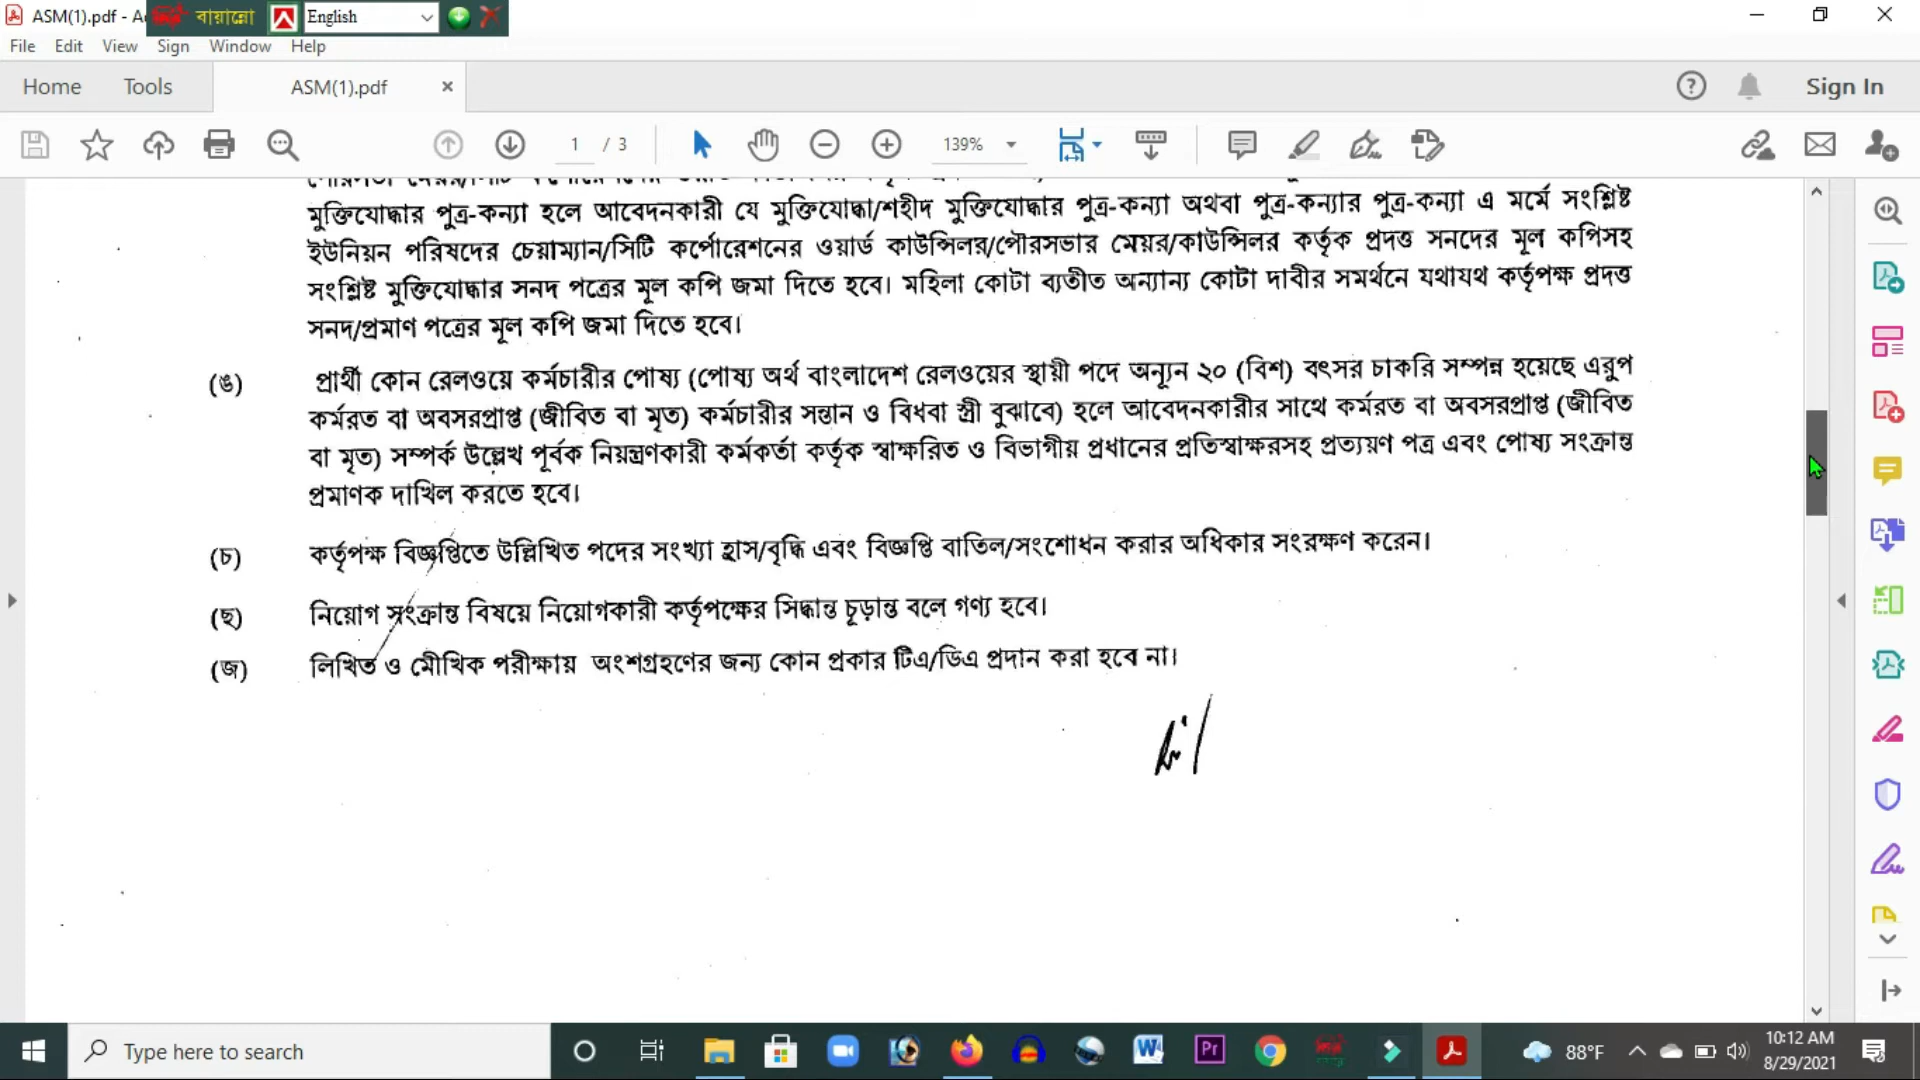 ASM(1).pdf - A
বায়ান্নো
English
File Edit View Sign Window Help
Home Tools ASM(1).pdf Sign In
1 / 3 139%
মুক্তিযোদ্ধার পুত্র-কন্যা হলে আবেদনকারী যে মুক্তিযোদ্ধা/শহীদ মুক্তিযোদ্ধার পুত্র-কন্যা অথবা পুত্র-কন্যার পুত্র-কন্যা এ মর্মে সংশ্লিষ্ট
ইউনিয়ন পরিষদের চেয়াম্যান/সিটি কর্পোরেশনের ওয়ার্ড কাউন্সিলর/পৌরসভার মেয়র/কাউন্সিলর কর্তৃক প্রদত্ত সনদের মূল কপিসহ
সংশ্লিষ্ট মুক্তিযোদ্ধার সনদ পত্রের মূল কপি জমা দিতে হবে। মহিলা কোটা ব্যতীত অন্যান্য কোটা দাবীর সমর্থনে যথাযথ কর্তৃপক্ষ প্রদত্ত
সনদ/প্রমাণ পত্রের মূল কপি জমা দিতে হবে।
(ঙ) প্রার্থী কোন রেলওয়ে কর্মচারীর পোষ্য (পোষ্য অর্থ বাংলাদেশ রেলওয়ের স্থায়ী পদে অন্যূন ২০ (বিশ) বৎসর চাকরি সম্পন্ন হয়েছে এরুপ
কর্মরত বা অবসরপ্রাপ্ত (জীবিত বা মৃত) কর্মচারীর সন্তান ও বিধবা স্ত্রী বুঝাবে) হলে আবেদনকারীর সাথে কর্মরত বা অবসরপ্রাপ্ত (জীবিত
বা মৃত) সম্পর্ক উল্লেখ পূর্বক নিয়ন্ত্রণকারী কর্মকর্তা কর্তৃক স্বাক্ষরিত ও বিভাগীয় প্রধানের প্রতিস্বাক্ষরসহ প্রত্যয়ণ পত্র এবং পোষ্য সংক্রান্ত
প্রমাণক দাখিল করতে হবে।
(চ) কর্তৃপক্ষ বিজ্ঞপ্তিতে উল্লিখিত পদের সংখ্যা হ্রাস/বৃদ্ধি এবং বিজ্ঞপ্তি বাতিল/সংশোধন করার অধিকার সংরক্ষণ করেন।
(ছ) নিয়োগ সংক্রান্ত বিষয়ে নিয়োগকারী কর্তৃপক্ষের সিদ্ধান্ত চূড়ান্ত বলে গণ্য হবে।
(জ) লিখিত ও মৌখিক পরীক্ষায় অংশগ্রহণের জন্য কোন প্রকার টিএ/ডিএ প্রদান করা হবে না।
Type here to search
Pr
88°F
10:12 AM
8/29/2021